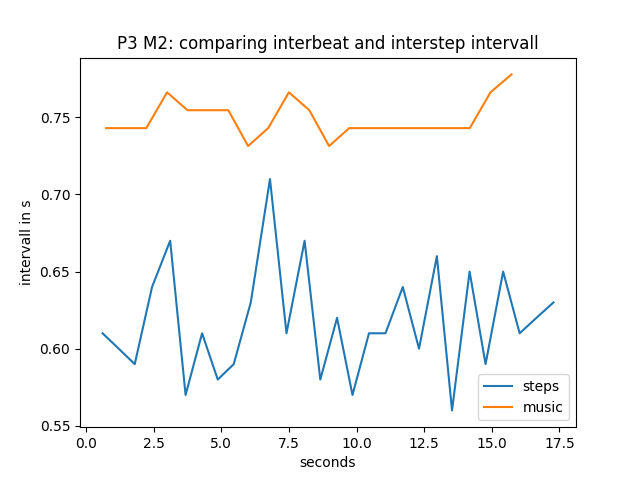 P3 M2: comparing interbeat and interstep intervall
intervall in s
0.75
0.70
0.65
0.60
0.55
0.0 2.5 5.0 7.5 10.0 12.5 15.0 17.5
seconds
steps
music